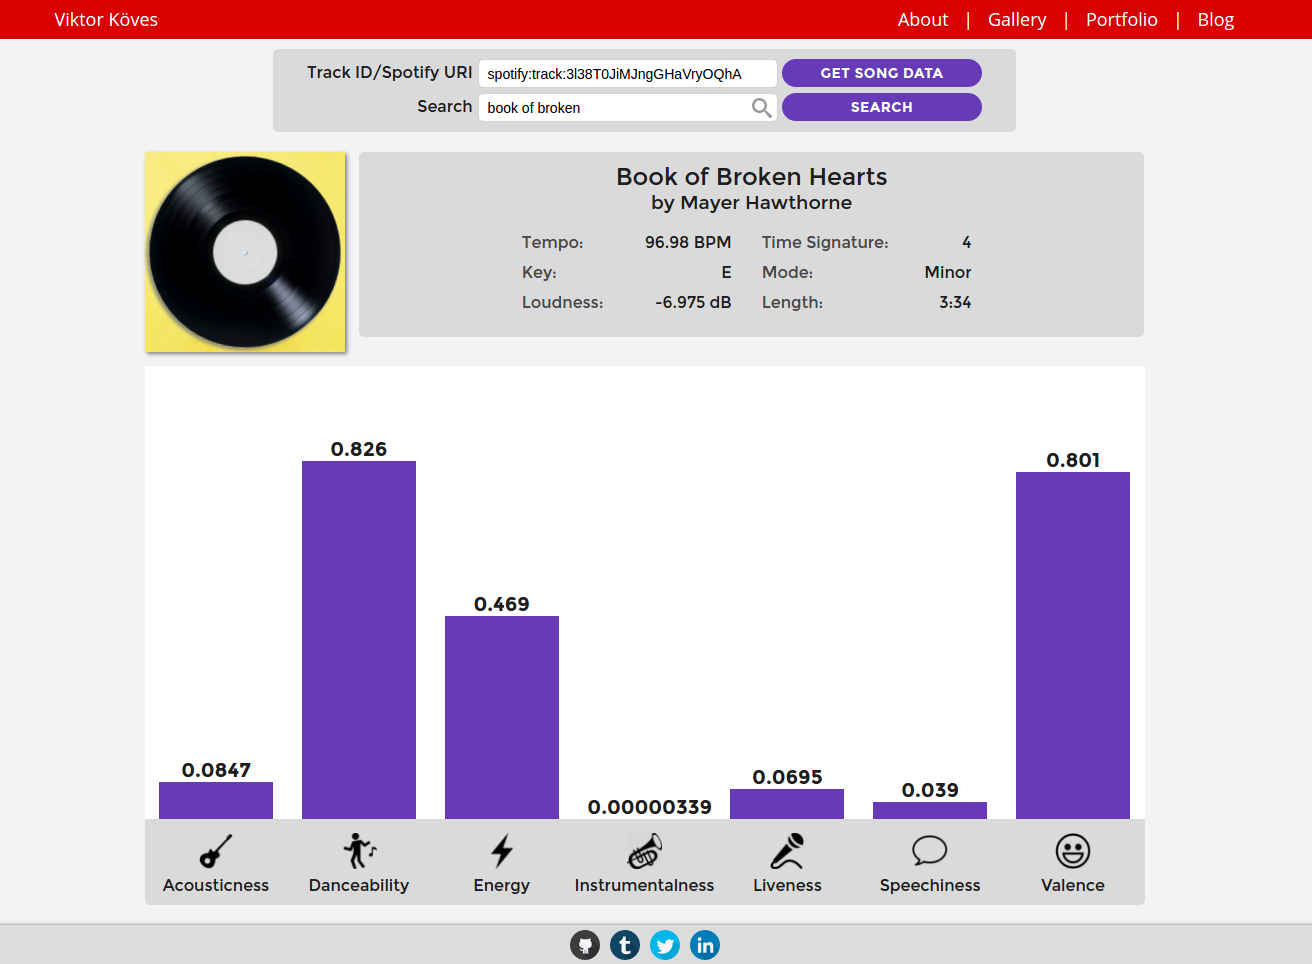 Viktor Köves
About | Gallery | Portfolio | Blog
Track ID/Spotify URI spotify:track:3l38T0JiMJngGHaVryOQhA GET SONG DATA
Search book of broken SEARCH
Book of Broken Hearts
by Mayer Hawthorne
Tempo: 96.98 BPM Time Signature: 4
Key: E Mode: Minor
Loudness: -6.975 dB Length: 3:34
0.0847 0.826 0.469 0.00000339 0.0695 0.039 0.801
Acousticness Danceability Energy Instrumentalness Liveness Speechiness Valence
t in